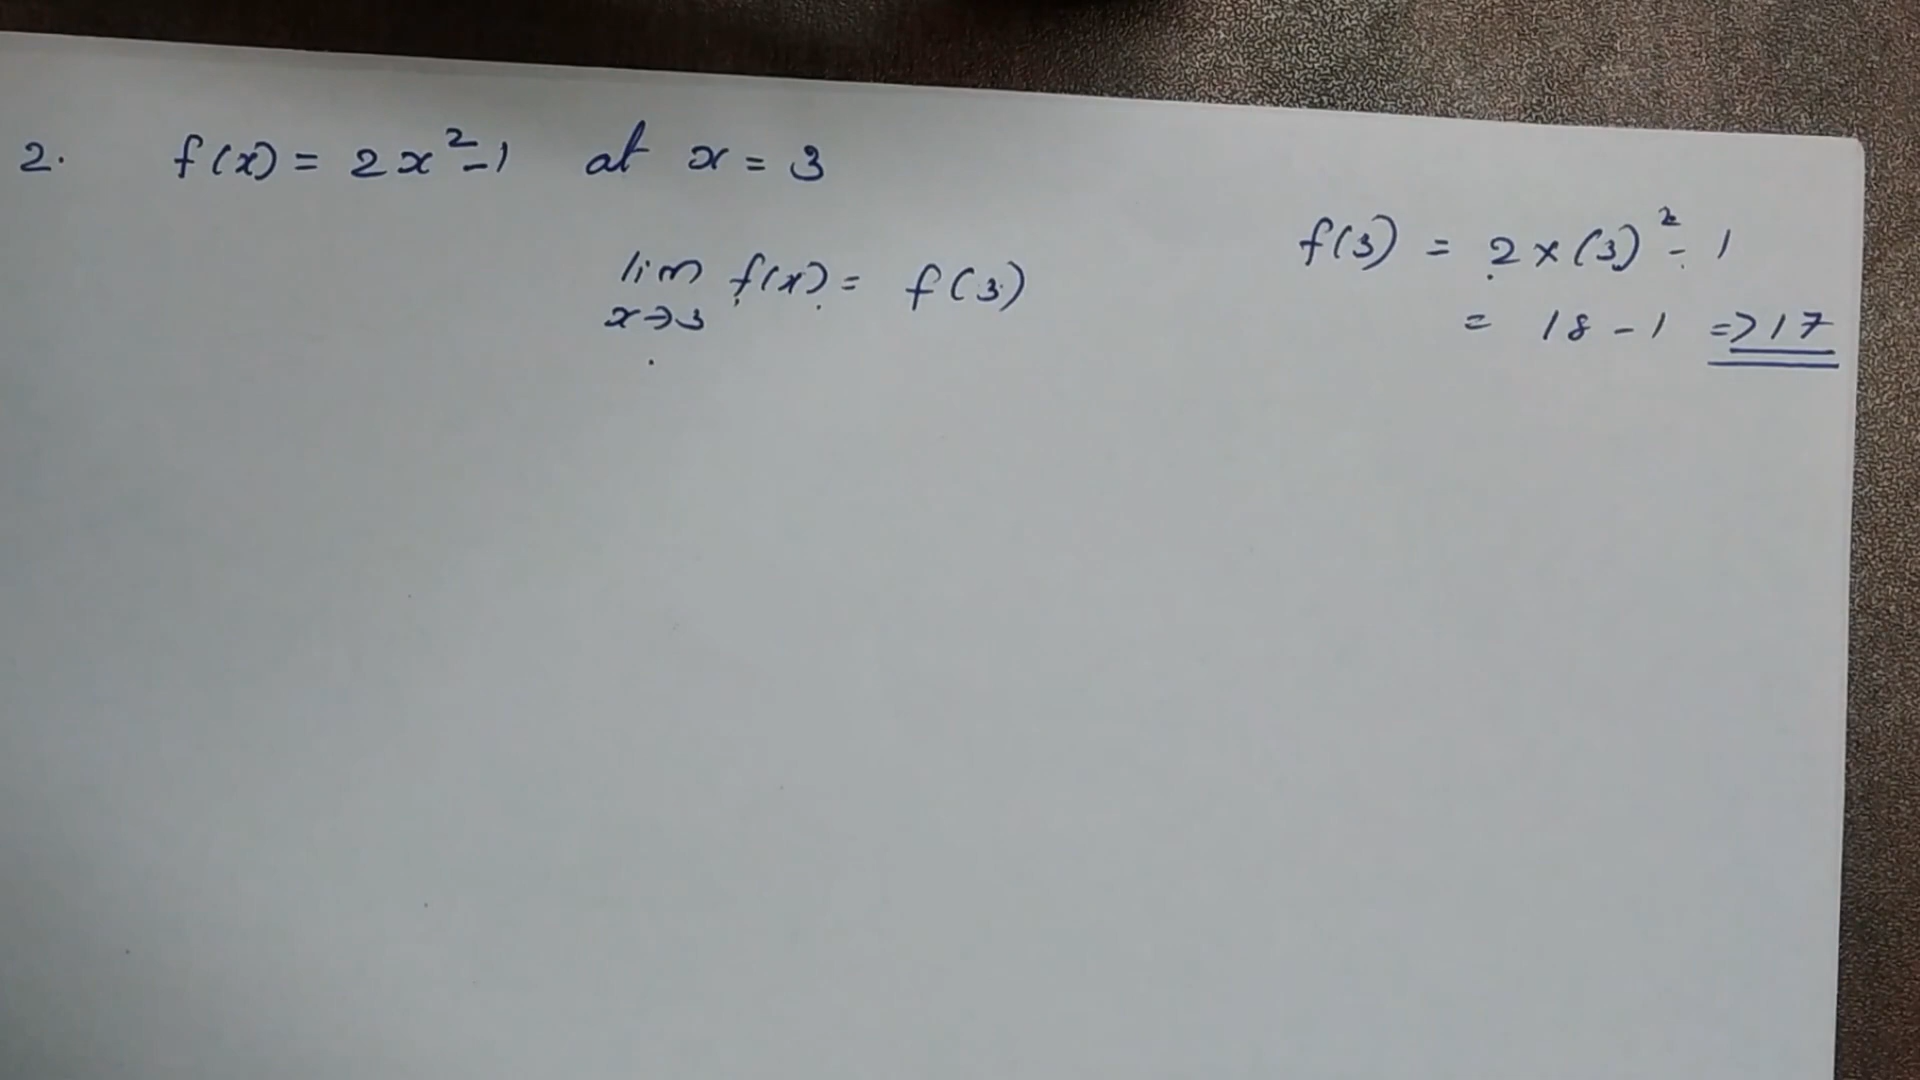 2. f(x) = 2x²-1 at x = 3
lim f(x) = f(3)
x→3
f(3) = 2×(3)² - 1
= 18 - 1 => 17